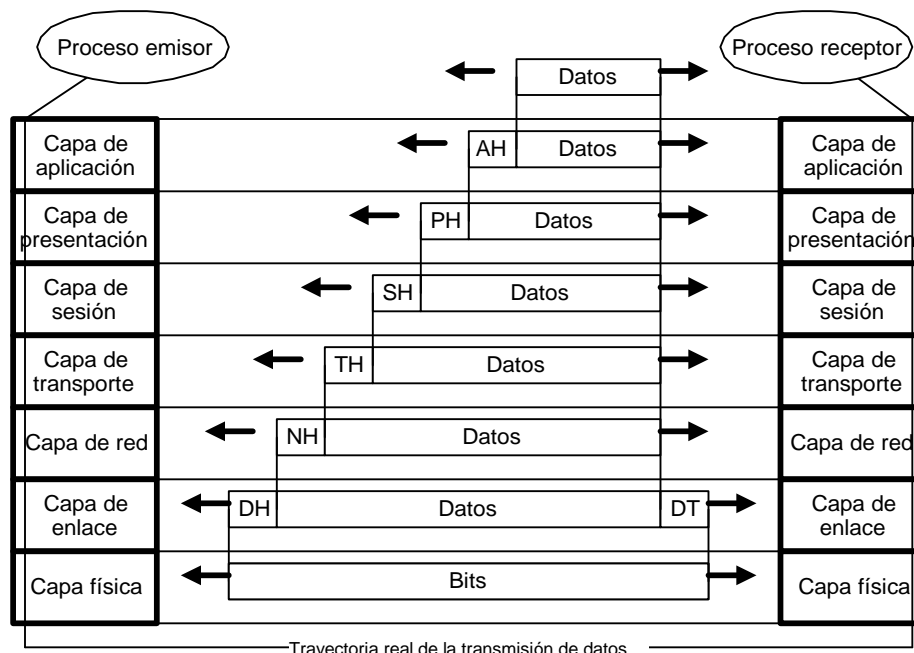 Proceso emisor
Proceso receptor
Datos
Capa de
aplicación
AH
Datos
Capa de
aplicación
Capa de
presentación
PH
Datos
Capa de
presentación
Capa de
sesión
SH
Datos
Capa de
sesión
Capa de
transporte
TH
Datos
Capa de
transporte
Capa de red
NH
Datos
Capa de red
Capa de
enlace
DH
Datos
DT
Capa de
enlace
Capa física
Bits
Capa física
Trayectoria real de la transmisión de datos